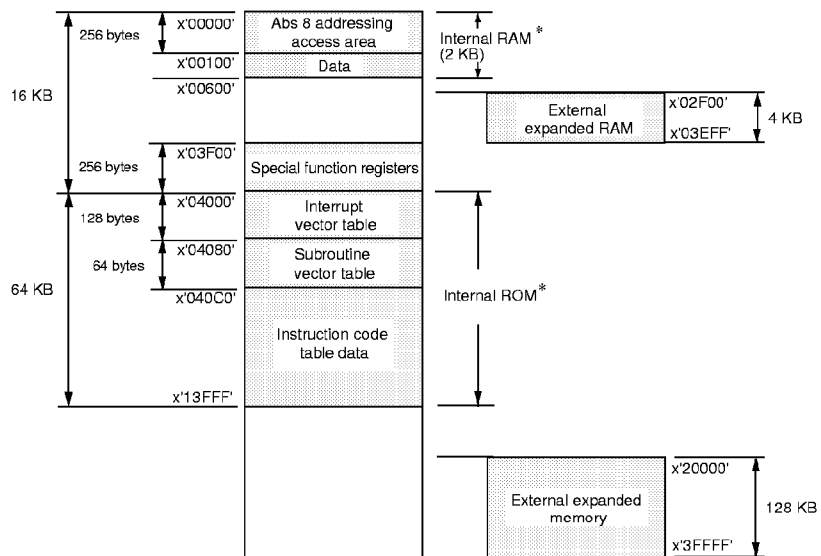 x'00000'
256 bytes
Abs 8 addressing
access area
Internal RAM*
(2 KB)
x'00100'
Data
x'00600'
16 KB
External
expanded RAM
x'02F00'
4 KB
x'03EFF'
x'03F00'
256 bytes
Special function registers
x'04000'
128 bytes
Interrupt
vector table
x'04080'
64 bytes
Subroutine
vector table
64 KB
x'040C0'
Internal ROM*
Instruction code
table data
x'13FFF'
x'20000'
External expanded
memory
128 KB
x'3FFFF'